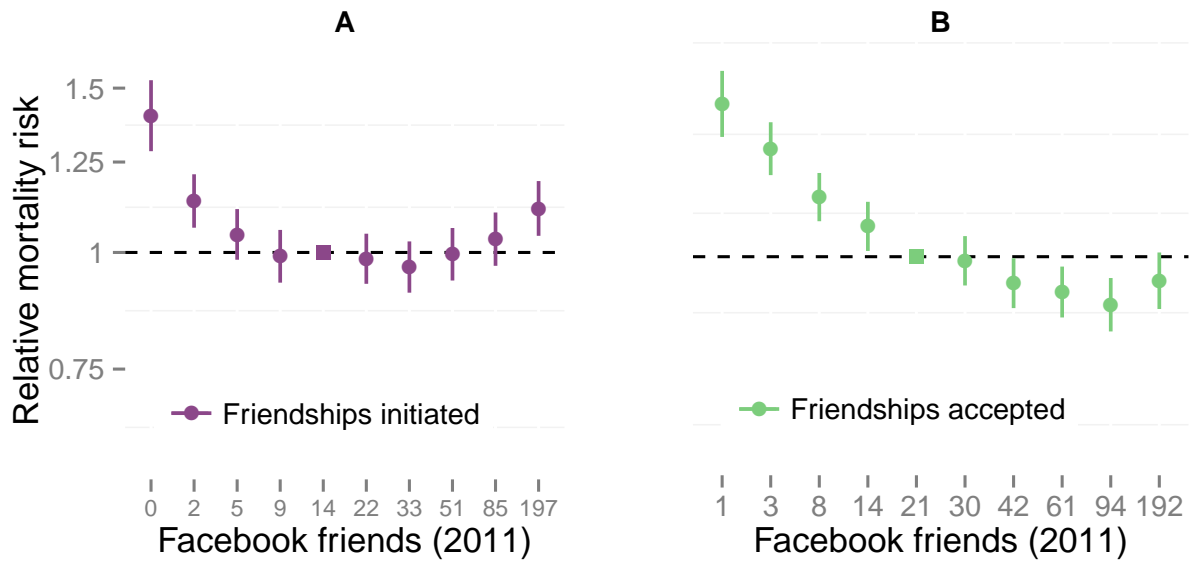 A
B
Relative mortality risk
1.5
1.25
1
0.75
Friendships initiated
Friendships accepted
0 2 5 9 14 22 33 51 85 197
1 3 8 14 21 30 42 61 94 192
Facebook friends (2011)
Facebook friends (2011)